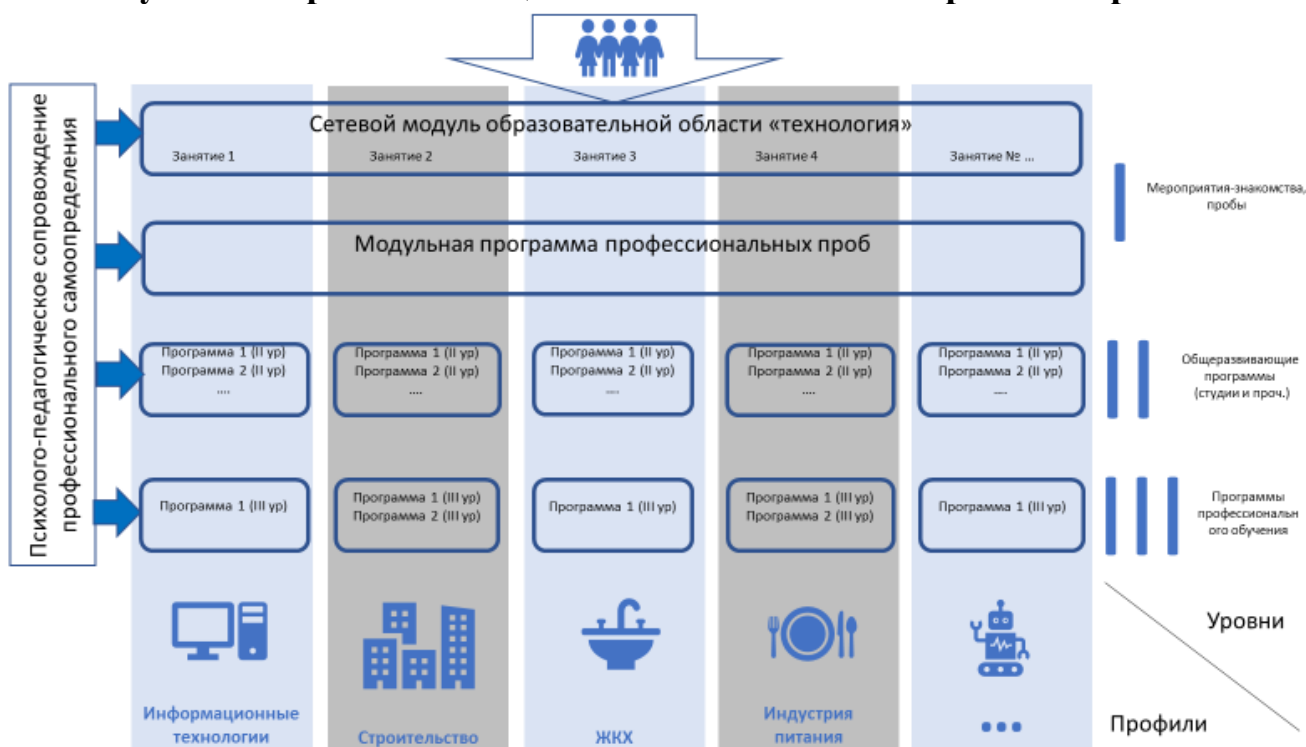 Психолого-педагогическое сопровождение
профессионального самоопределения
Сетевой модуль образовательной области «технология»
Занятие 1
Занятие 2
Занятие 3
Занятие 4
Занятие № ...
Мероприятия-знакомства,
пробы
Модульная программа профессиональных проб
Программа 1 (II ур)
Программа 2 (II ур)
....
Программа 1 (II ур)
Программа 2 (II ур)
....
Программа 1 (II ур)
Программа 2 (II ур)
....
Программа 1 (II ур)
Программа 2 (II ур)
....
Программа 1 (II ур)
Программа 2 (II ур)
....
Общеразвивающие
программы
(студии и проч.)
Программа 1 (III ур)
Программа 1 (III ур)
Программа 2 (III ур)
Программа 1 (III ур)
Программа 1 (III ур)
Программа 2 (III ур)
Программа 1 (III ур)
Программы
профессиональн
ого обучения
Уровни
Профили
Информационные
технологии
Строительство
ЖКХ
Индустрия
питания
...